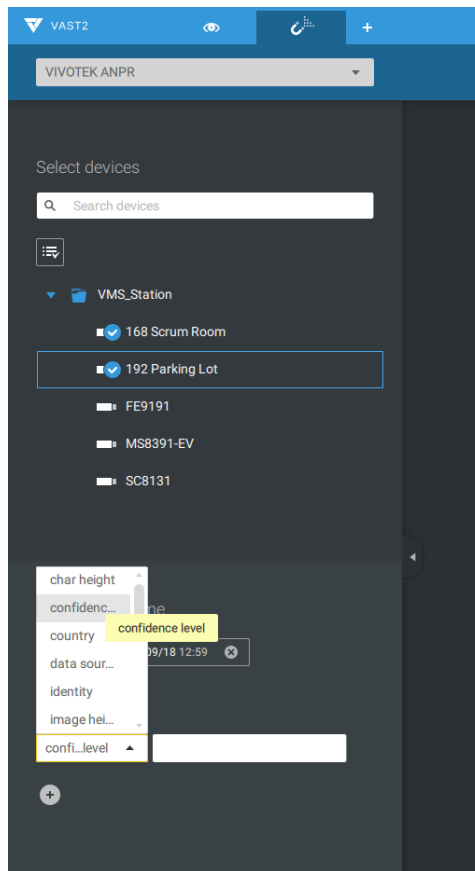 VAST2
+
VIVOTEK ANPR
Select devices
Search devices
VMS_Station
168 Scrum Room
192 Parking Lot
FE9191
MS8391-EV
SC8131
char height
confidenc...
me
confidence level
country
09/18 12:59
data sour...
identity
image hei...
confi...level